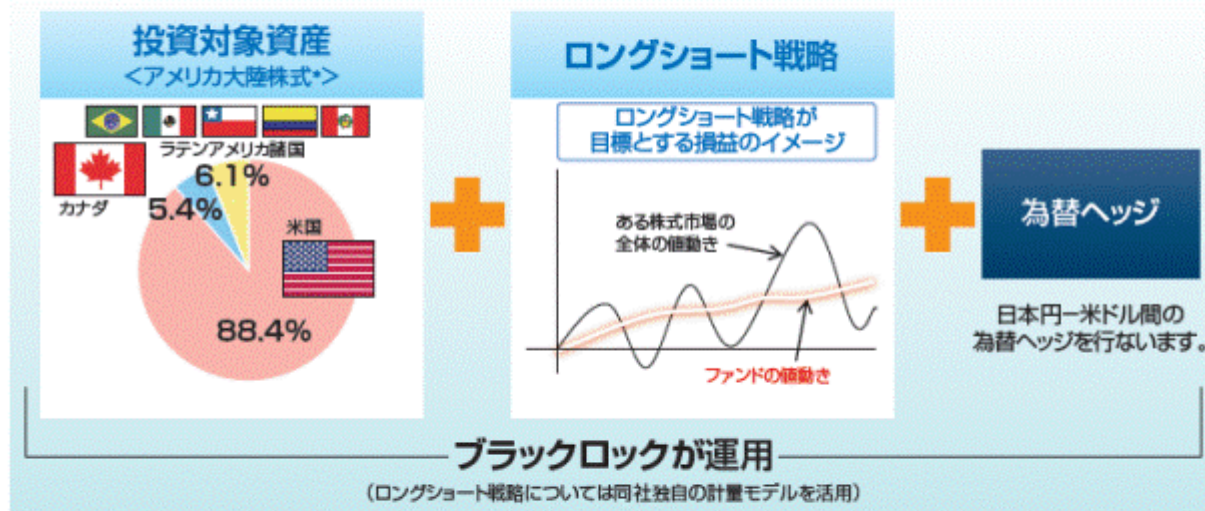 投資対象資産
<アメリカ大陸株式*>
ラテンアメリカ諸国
6.1%
カナダ
5.4%
米国
88.4%
ロングショート戦略
ロングショート戦略が
目標とする損益のイメージ
ある株式市場の
全体の値動き
ファンドの値動き
為替ヘッジ
日本円ー米ドル間の
為替ヘッジを行ないます。
ブラックロックが運用
(ロングショート戦略については同社独自の計量モデルを活用)